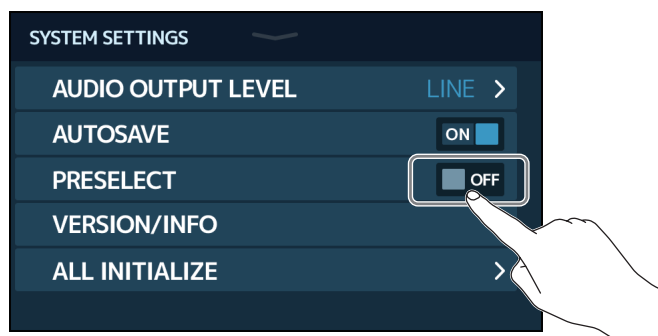 SYSTEM SETTINGS
AUDIO OUTPUT LEVEL LINE >
AUTOSAVE ON
PRESELECT OFF
VERSION/INFO
ALL INITIALIZE >